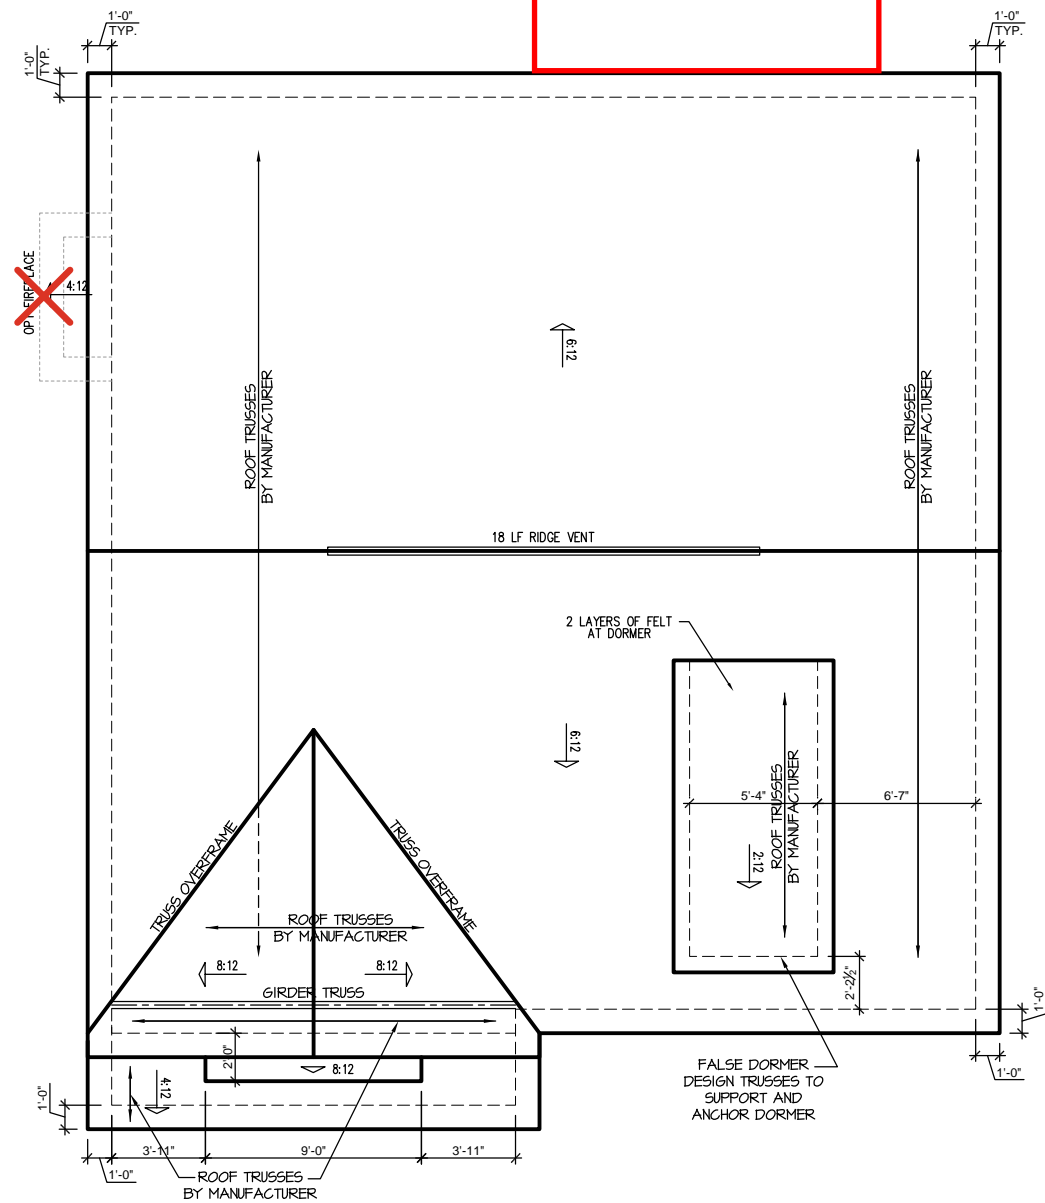 1'-0"
TYP.
1'-0"
TYP.
1'-0"
TYP.
OPT FIREPLACE
4:12
6:12
ROOF TRUSSES
BY MANUFACTURER
ROOF TRUSSES
BY MANUFACTURER
18 LF RIDGE VENT
2 LAYERS OF FELT
AT DORMER
6:12
5'-4"
6'-7"
ROOF TRUSSES
BY MANUFACTURER
2:12
TRUSS OVERFRAME
TRUSS OVERFRAME
ROOF TRUSSES
BY MANUFACTURER
8:12
8:12
GIRDER TRUSS
2'-2½"
1'-0"
2'-0"
8:12
4:12
1'-0"
1'-0"
FALSE DORMER
DESIGN TRUSSES TO
SUPPORT AND
ANCHOR DORMER
3'-11"
9'-0"
3'-11"
1'-0"
ROOF TRUSSES
BY MANUFACTURER